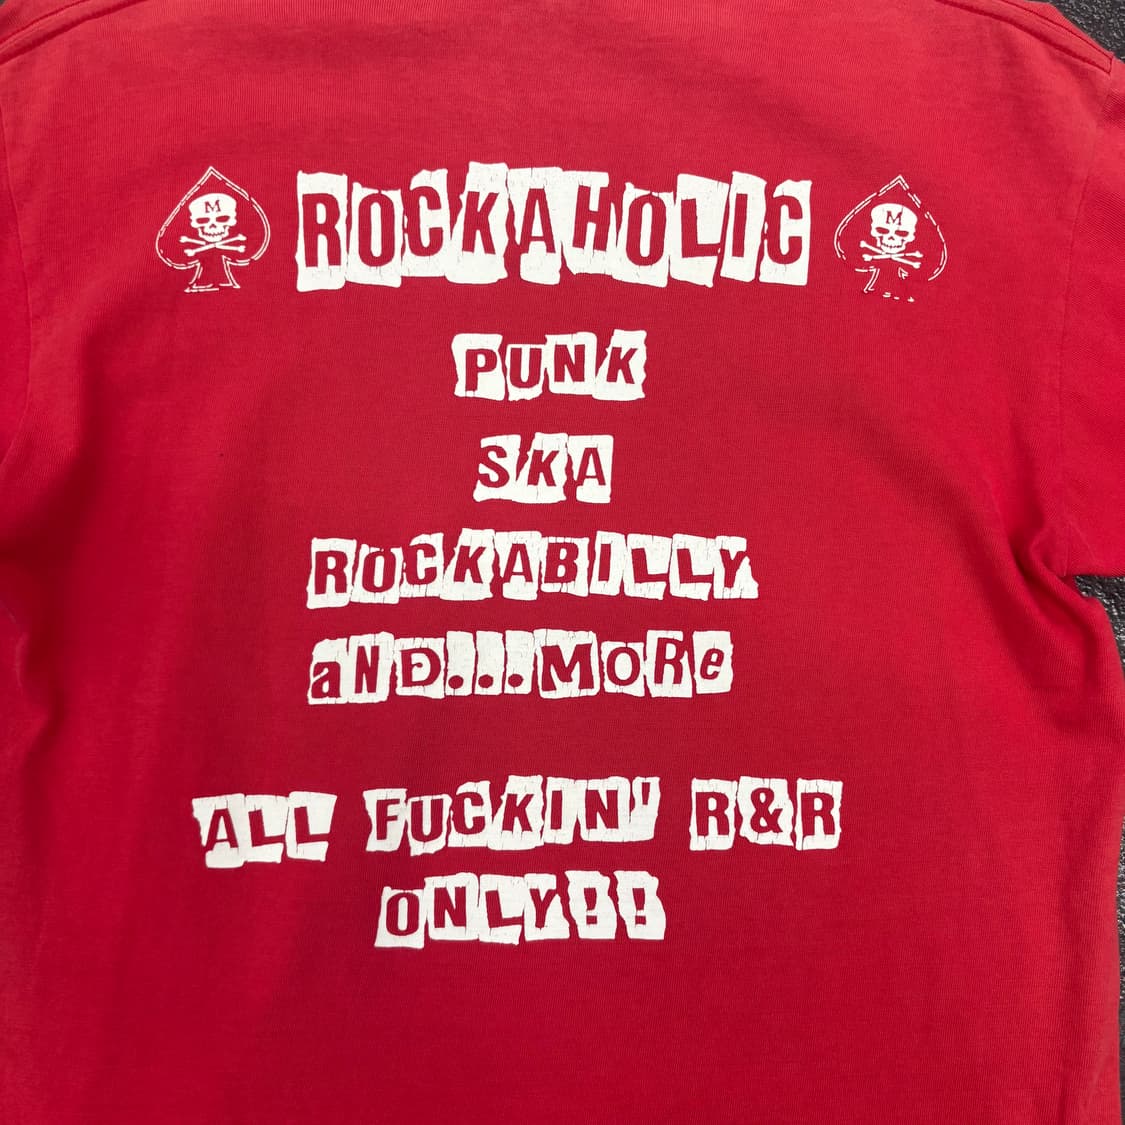 M ROCKAHOLIC M
PUNK
SKA
ROCKABILLY
aND...MORe
ALL FUCKIN' R&R
ONLY!!